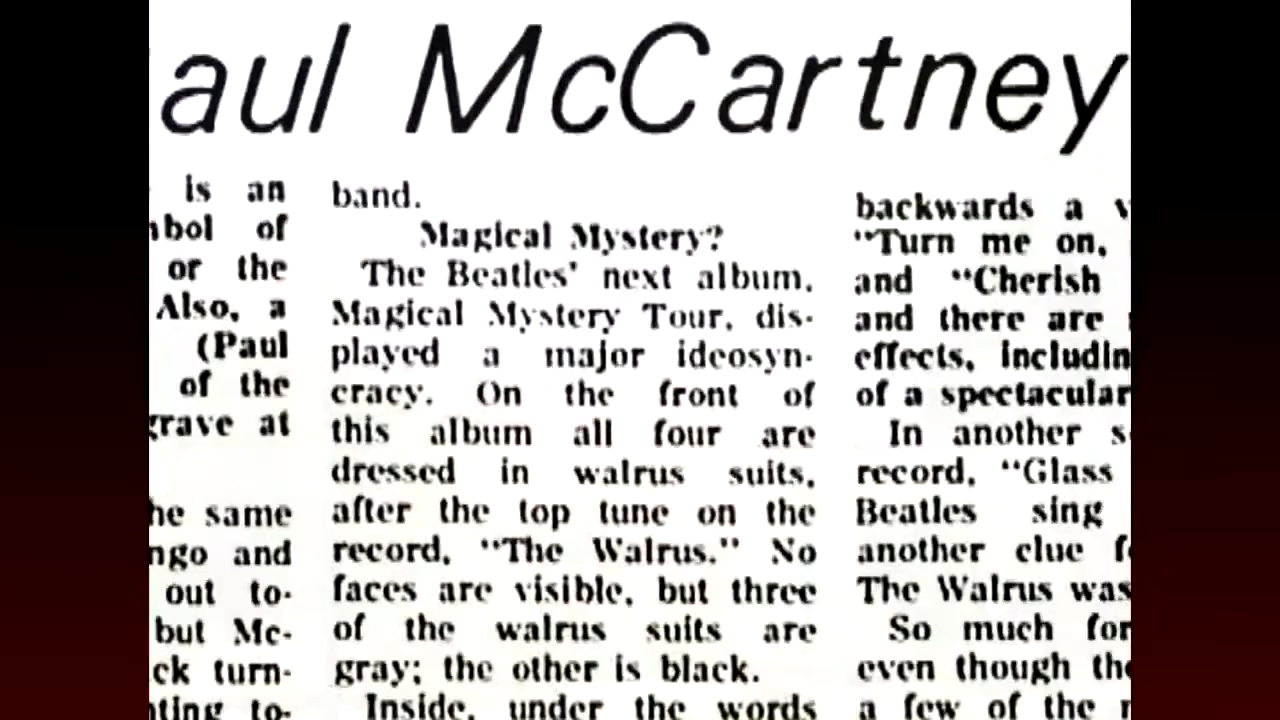 aul McCartney
is an
bol of
or the
Also, a
(Paul
of the
grave at
he same
ngo and
out to-
but Mc-
ck turn-
ting to-
band.
Magical Mystery?
The Beatles' next album,
Magical Mystery Tour, dis-
played a major ideosyn-
cracy. On the front of
this album all four are
dressed in walrus suits,
after the top tune on the
record, "The Walrus." No
faces are visible, but three
of the walrus suits are
gray; the other is black.
Inside, under the words
backwards a v
"Turn me on,
and "Cherish
and there are
effects, includin
of a spectacular
In another s
record, "Glass
Beatles sing
another clue f
The Walrus was
So much for
even though the
a few of the